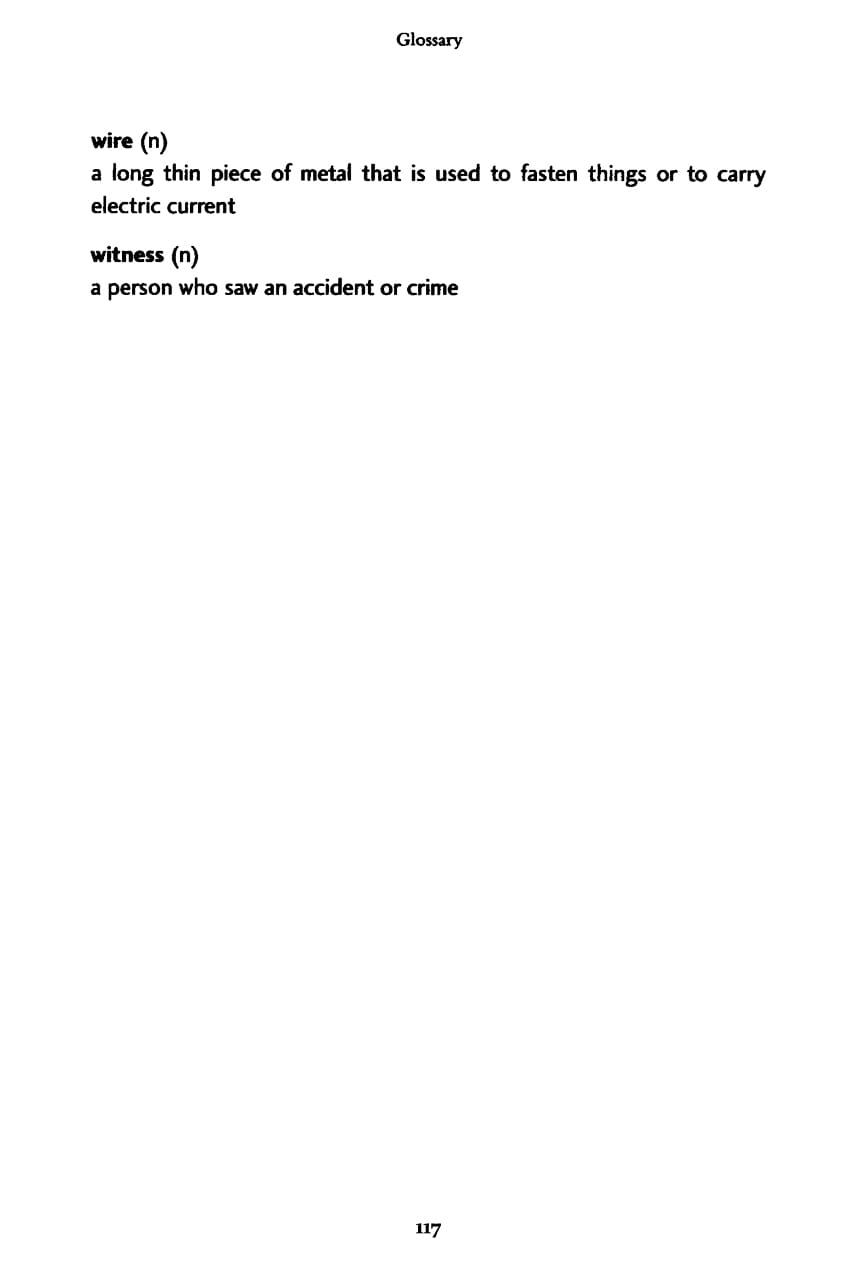 Glossary
wire (n)
a long thin piece of metal that is used to fasten things or to carry
electric current
witness (n)
a person who saw an accident or crime
117